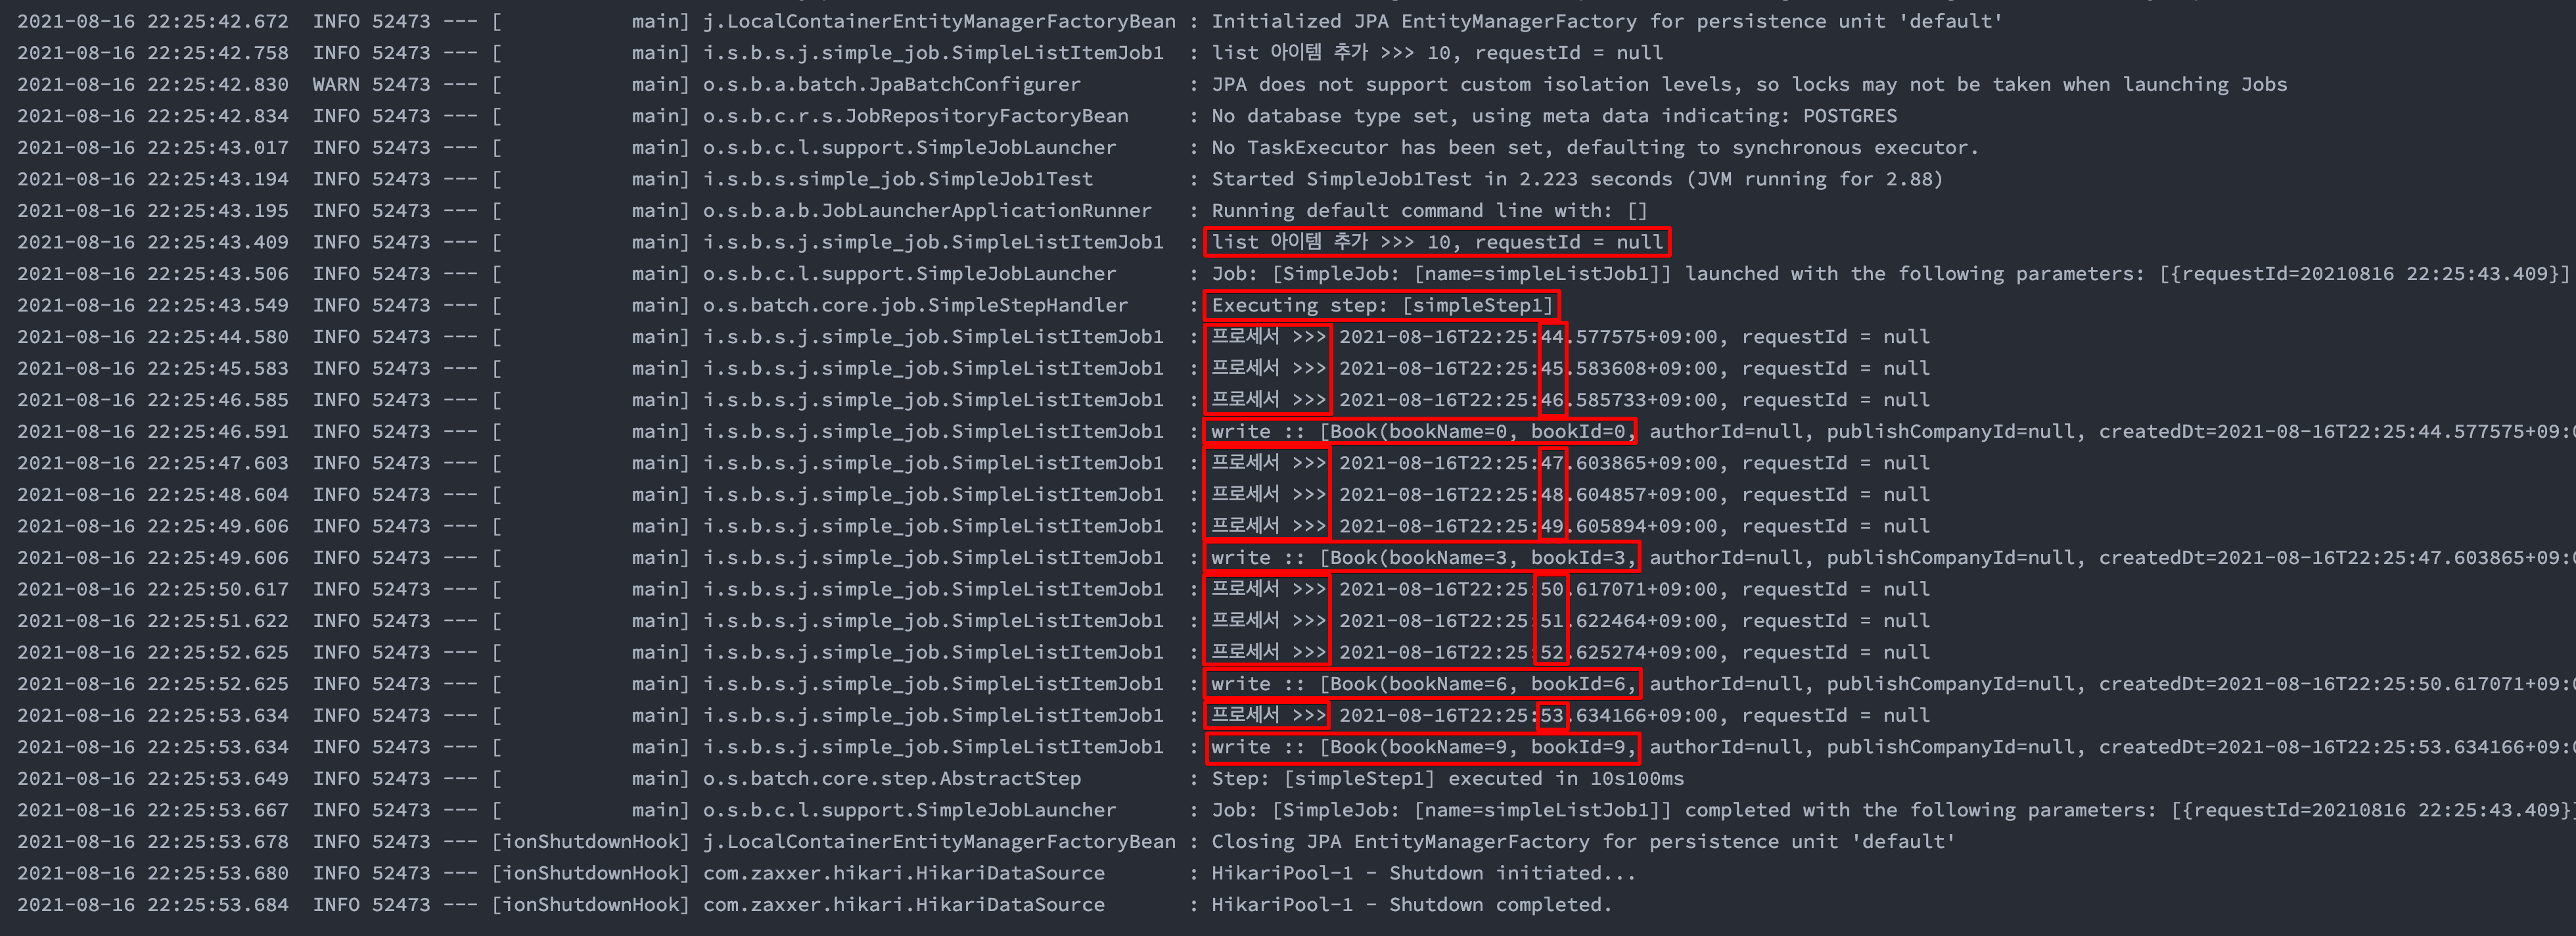 2021-08-16 22:25:42.672  INFO 52473 --- [           main] j.LocalContainerEntityManagerFactoryBean : Initialized JPA EntityManagerFactory for persistence unit 'default'
2021-08-16 22:25:42.758  INFO 52473 --- [           main] i.s.b.s.j.simple_job.SimpleListItemJob1  : list 아이템 추가 >>> 10, requestId = null
2021-08-16 22:25:42.830  WARN 52473 --- [           main] o.s.b.a.batch.JpaBatchConfigurer         : JPA does not support custom isolation levels, so locks may not be taken when launching Jobs
2021-08-16 22:25:42.834  INFO 52473 --- [           main] o.s.b.c.r.s.JobRepositoryFactoryBean     : No database type set, using meta data indicating: POSTGRES
2021-08-16 22:25:43.017  INFO 52473 --- [           main] o.s.b.c.l.support.SimpleJobLauncher      : No TaskExecutor has been set, defaulting to synchronous executor.
2021-08-16 22:25:43.194  INFO 52473 --- [           main] i.s.b.s.simple_job.SimpleJob1Test        : Started SimpleJob1Test in 2.223 seconds (JVM running for 2.88)
2021-08-16 22:25:43.195  INFO 52473 --- [           main] o.s.b.a.b.JobLauncherApplicationRunner   : Running default command line with: []
2021-08-16 22:25:43.409  INFO 52473 --- [           main] i.s.b.s.j.simple_job.SimpleListItemJob1  : list 아이템 추가 >>> 10, requestId = null
2021-08-16 22:25:43.506  INFO 52473 --- [           main] o.s.b.c.l.support.SimpleJobLauncher      : Job: [SimpleJob: [name=simpleListJob1]] launched with the following parameters: [{requestId=20210816 22:25:43.409}]
2021-08-16 22:25:43.549  INFO 52473 --- [           main] o.s.batch.core.job.SimpleStepHandler     : Executing step: [simpleStep1]
2021-08-16 22:25:44.580  INFO 52473 --- [           main] i.s.b.s.j.simple_job.SimpleListItemJob1  : 프로세서 >>> 2021-08-16T22:25:44.577575+09:00, requestId = null
2021-08-16 22:25:45.583  INFO 52473 --- [           main] i.s.b.s.j.simple_job.SimpleListItemJob1  : 프로세서 >>> 2021-08-16T22:25:45.583608+09:00, requestId = null
2021-08-16 22:25:46.585  INFO 52473 --- [           main] i.s.b.s.j.simple_job.SimpleListItemJob1  : 프로세서 >>> 2021-08-16T22:25:46.585733+09:00, requestId = null
2021-08-16 22:25:46.591  INFO 52473 --- [           main] i.s.b.s.j.simple_job.SimpleListItemJob1  : write :: [Book(bookName=0, bookId=0, authorId=null, publishCompanyId=null, createdDt=2021-08-16T22:25:44.577575+09:0
2021-08-16 22:25:47.603  INFO 52473 --- [           main] i.s.b.s.j.simple_job.SimpleListItemJob1  : 프로세서 >>> 2021-08-16T22:25:47.603865+09:00, requestId = null
2021-08-16 22:25:48.604  INFO 52473 --- [           main] i.s.b.s.j.simple_job.SimpleListItemJob1  : 프로세서 >>> 2021-08-16T22:25:48.604857+09:00, requestId = null
2021-08-16 22:25:49.606  INFO 52473 --- [           main] i.s.b.s.j.simple_job.SimpleListItemJob1  : 프로세서 >>> 2021-08-16T22:25:49.605894+09:00, requestId = null
2021-08-16 22:25:49.606  INFO 52473 --- [           main] i.s.b.s.j.simple_job.SimpleListItemJob1  : write :: [Book(bookName=3, bookId=3, authorId=null, publishCompanyId=null, createdDt=2021-08-16T22:25:47.603865+09:0
2021-08-16 22:25:50.617  INFO 52473 --- [           main] i.s.b.s.j.simple_job.SimpleListItemJob1  : 프로세서 >>> 2021-08-16T22:25:50.617071+09:00, requestId = null
2021-08-16 22:25:51.622  INFO 52473 --- [           main] i.s.b.s.j.simple_job.SimpleListItemJob1  : 프로세서 >>> 2021-08-16T22:25:51.622464+09:00, requestId = null
2021-08-16 22:25:52.625  INFO 52473 --- [           main] i.s.b.s.j.simple_job.SimpleListItemJob1  : 프로세서 >>> 2021-08-16T22:25:52.625274+09:00, requestId = null
2021-08-16 22:25:52.625  INFO 52473 --- [           main] i.s.b.s.j.simple_job.SimpleListItemJob1  : write :: [Book(bookName=6, bookId=6, authorId=null, publishCompanyId=null, createdDt=2021-08-16T22:25:50.617071+09:0
2021-08-16 22:25:53.634  INFO 52473 --- [           main] i.s.b.s.j.simple_job.SimpleListItemJob1  : 프로세서 >>> 2021-08-16T22:25:53.634166+09:00, requestId = null
2021-08-16 22:25:53.634  INFO 52473 --- [           main] i.s.b.s.j.simple_job.SimpleListItemJob1  : write :: [Book(bookName=9, bookId=9, authorId=null, publishCompanyId=null, createdDt=2021-08-16T22:25:53.634166+09:0
2021-08-16 22:25:53.649  INFO 52473 --- [           main] o.s.batch.core.step.AbstractStep         : Step: [simpleStep1] executed in 10s100ms
2021-08-16 22:25:53.667  INFO 52473 --- [           main] o.s.b.c.l.support.SimpleJobLauncher      : Job: [SimpleJob: [name=simpleListJob1]] completed with the following parameters: [{requestId=20210816 22:25:43.409}]
2021-08-16 22:25:53.678  INFO 52473 --- [ionShutdownHook] j.LocalContainerEntityManagerFactoryBean : Closing JPA EntityManagerFactory for persistence unit 'default'
2021-08-16 22:25:53.680  INFO 52473 --- [ionShutdownHook] com.zaxxer.hikari.HikariDataSource       : HikariPool-1 - Shutdown initiated...
2021-08-16 22:25:53.684  INFO 52473 --- [ionShutdownHook] com.zaxxer.hikari.HikariDataSource       : HikariPool-1 - Shutdown completed.